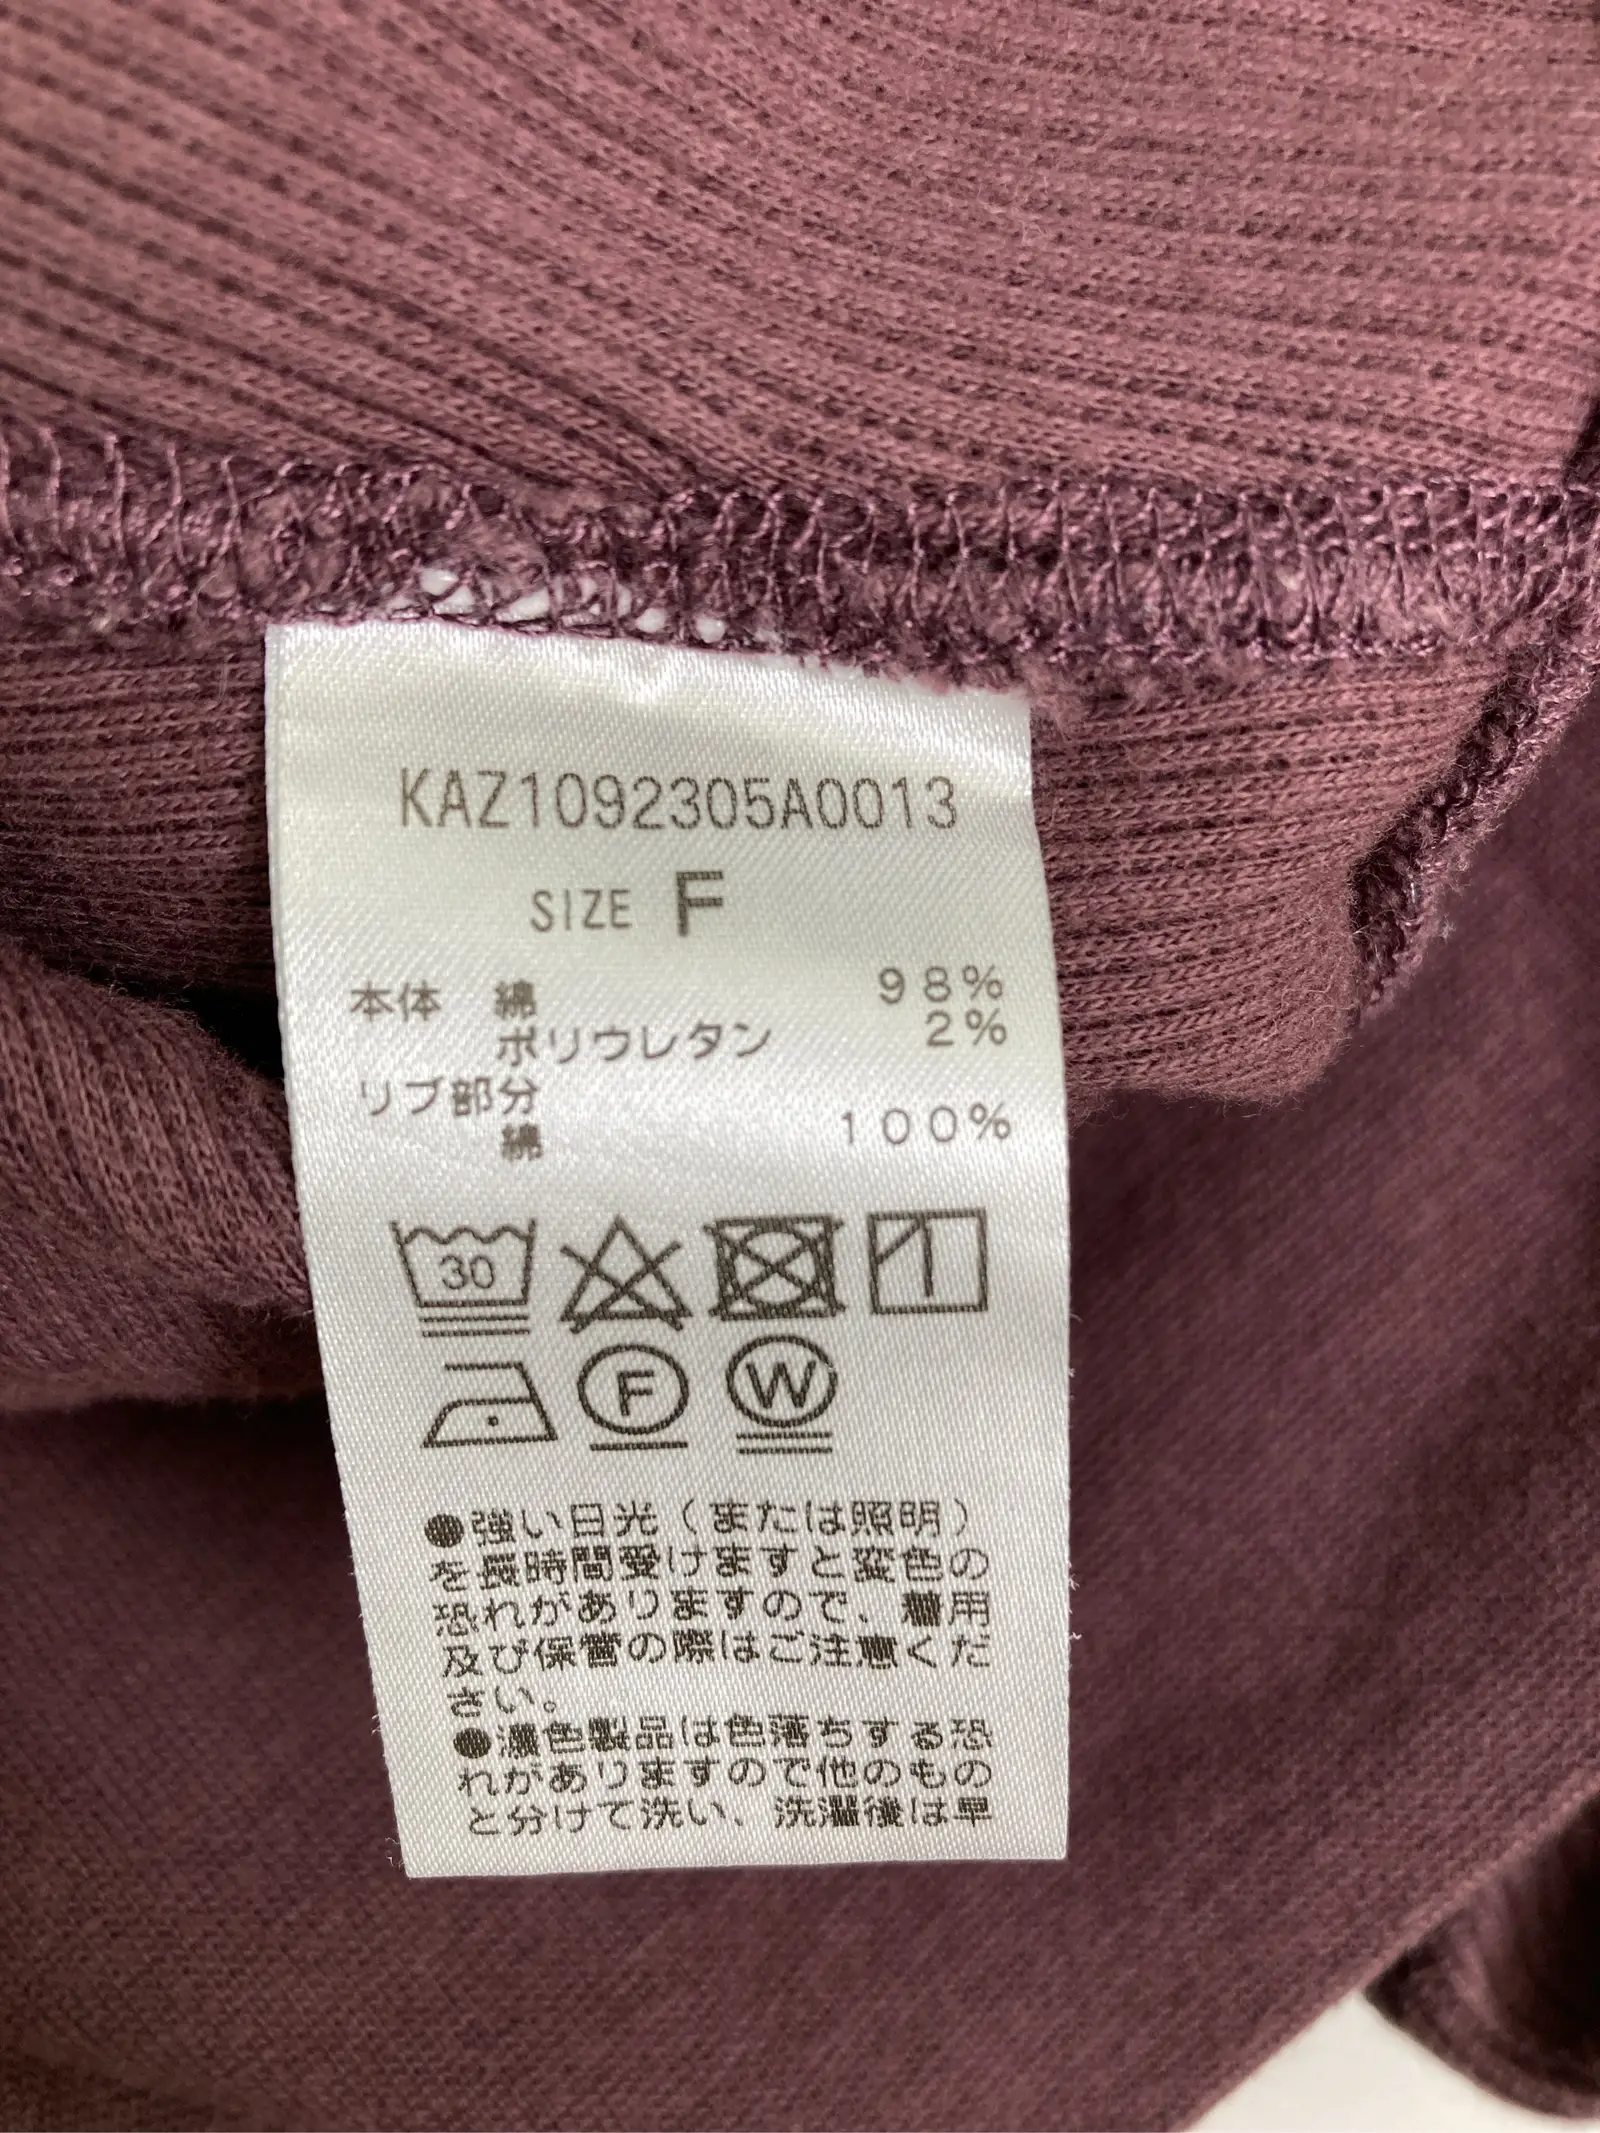 KAZ1092305A0013
SIZE F
本体 綿 98%
ポリウレタン 2%
リブ部分
綿 100%
30
F
W
●強い日光(または照明)
を長時間受けますと変色の
恐れがありますので、着用
及び保管の際はご注意くだ
さい。
●濃色製品は色落ちする恐
れがありますので他のもの
と分けて洗い、洗濯後は早